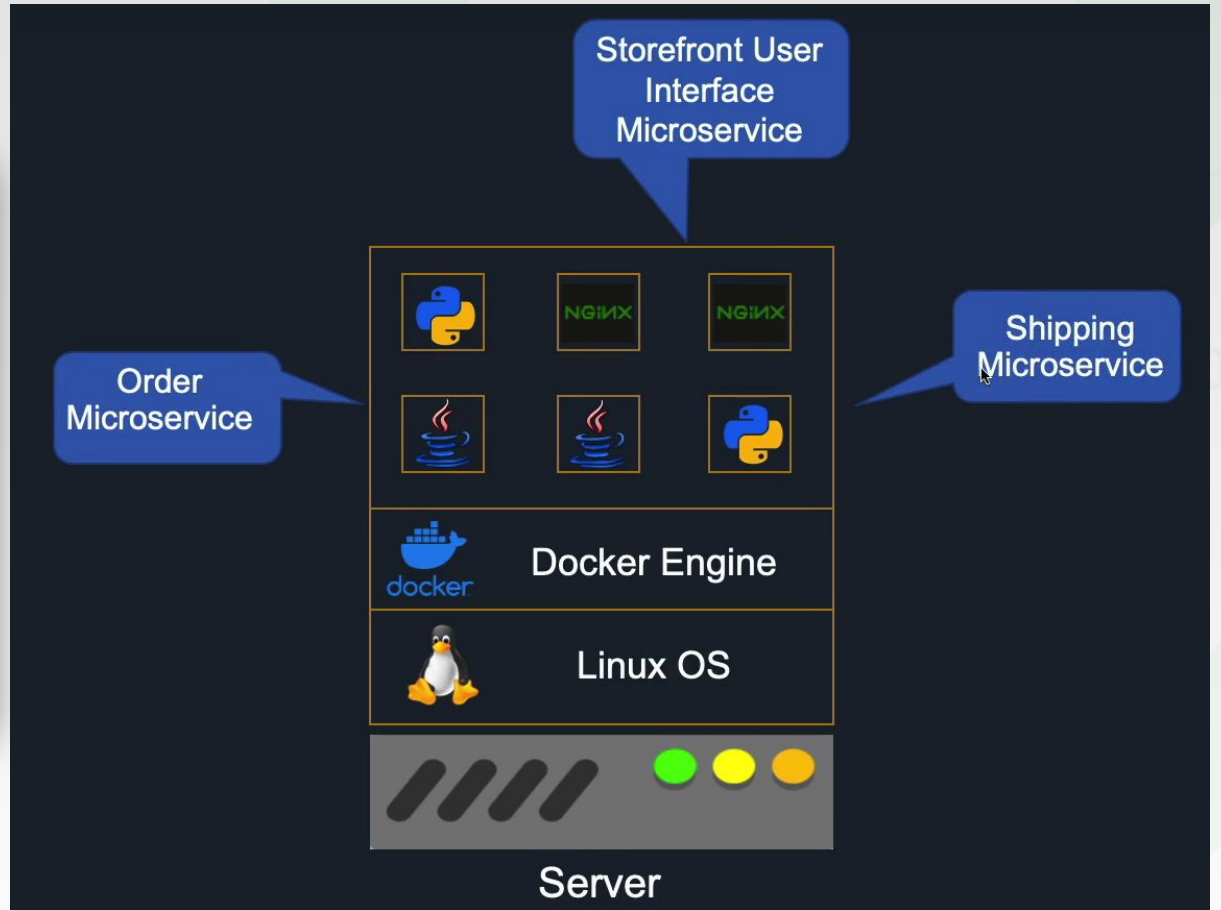 Storefront User
Interface
Microservice
NGINX
NGINX
Shipping
Microservice
Order
Microservice
docker
Docker Engine
Linux OS
Server